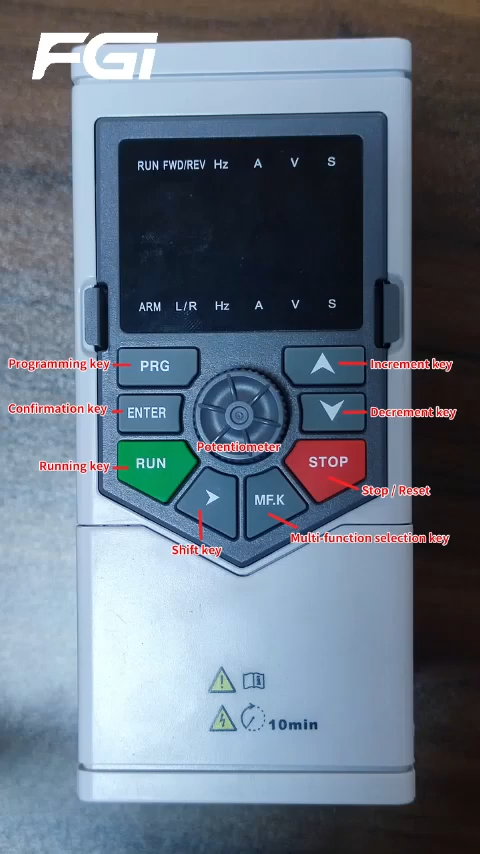 FGI
RUN FWD/REV Hz A V S
ARM L/R Hz A V S
Programming key
PRG
Increment key
Confirmation key
ENTER
Decrement key
Potentiometer
Running key
RUN
STOP
Stop / Reset
MF.K
Shift key
Multi-function selection key
10min